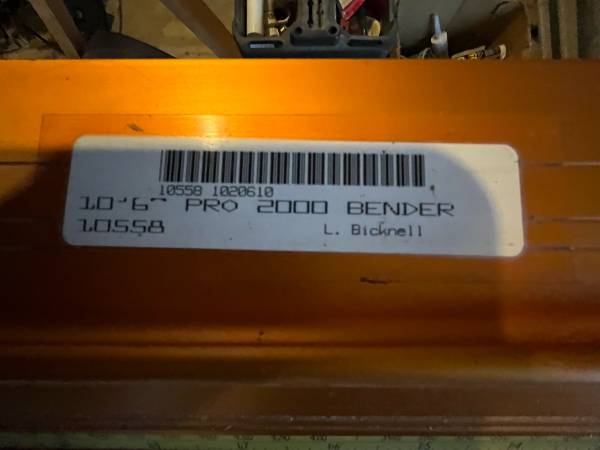 10558 1020610
10'6" PRO 2000 BENDER
10558
L. Bicknell